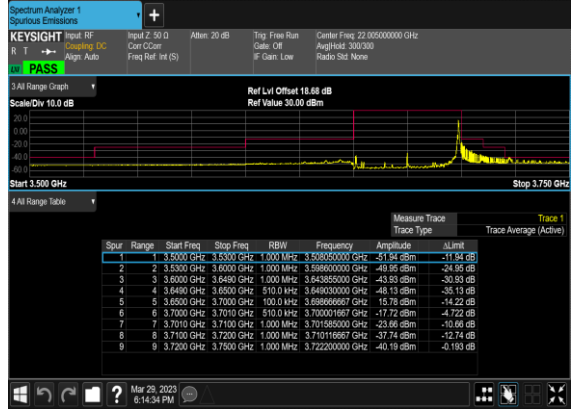 Spectrum Analyzer 1
Spurious Emissions
KEYSIGHT Input: RF Input Z: 50 Ω Atten: 20 dB Trig: Free Run Center Freq: 22.005000000 GHz
R T Coupling: DC Corr CCorr Gate: Off Avg|Hold: 300/300
Align: Auto Freq Ref: Int (S) IF Gain: Low Radio Std: None
PASS
3 All Range Graph
Ref Lvl Offset 18.68 dB
Scale/Div 10.0 dB Ref Value 30.00 dBm
20.0
0.00
-20.0
-40.0
-60.0
Start 3.500 GHz Stop 3.750 GHz
4 All Range Table
Measure Trace Trace 1
Trace Type Trace Average (Active)
Spur Range Start Freq Stop Freq RBW Frequency Amplitude ΔLimit
1 1 3.5000 GHz 3.5300 GHz 1.000 MHz 3.508050000 GHz -51.94 dBm -11.94 dB
2 2 3.5300 GHz 3.6000 GHz 1.000 MHz 3.598600000 GHz -49.95 dBm -24.95 dB
3 3 3.6000 GHz 3.6490 GHz 1.000 MHz 3.643855000 GHz -43.93 dBm -30.93 dB
4 4 3.6490 GHz 3.6500 GHz 510.0 kHz 3.649030000 GHz -48.13 dBm -35.13 dB
5 5 3.6500 GHz 3.7000 GHz 100.0 kHz 3.698666667 GHz 15.78 dBm -14.22 dB
6 6 3.7000 GHz 3.7010 GHz 510.0 kHz 3.700001667 GHz -17.72 dBm -4.722 dB
7 7 3.7010 GHz 3.7100 GHz 1.000 MHz 3.701585000 GHz -23.66 dBm -10.66 dB
8 8 3.7100 GHz 3.7200 GHz 1.000 MHz 3.710116667 GHz -37.74 dBm -12.74 dB
9 9 3.7200 GHz 3.7500 GHz 1.000 MHz 3.722200000 GHz -40.19 dBm -0.193 dB
Mar 29, 2023
6:14:34 PM